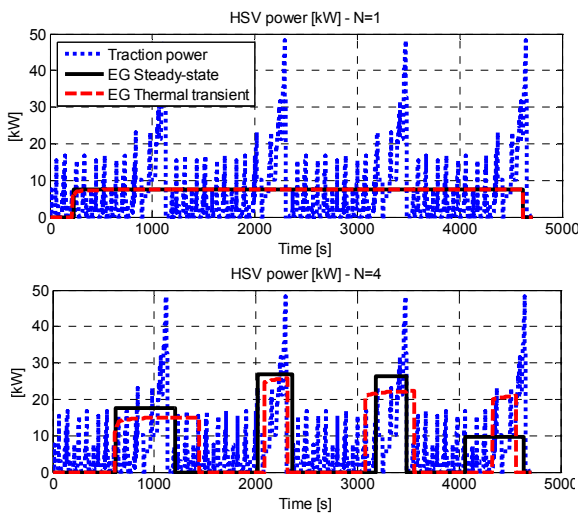 HSV power [kW] - N=1
50
40
30
20
10
0
[kW]
Traction power
EG Steady-state
EG Thermal transient
0 1000 2000 3000 4000 5000
Time [s]
HSV power [kW] - N=4
50
40
30
20
10
0
[kW]
0 1000 2000 3000 4000 5000
Time [s]